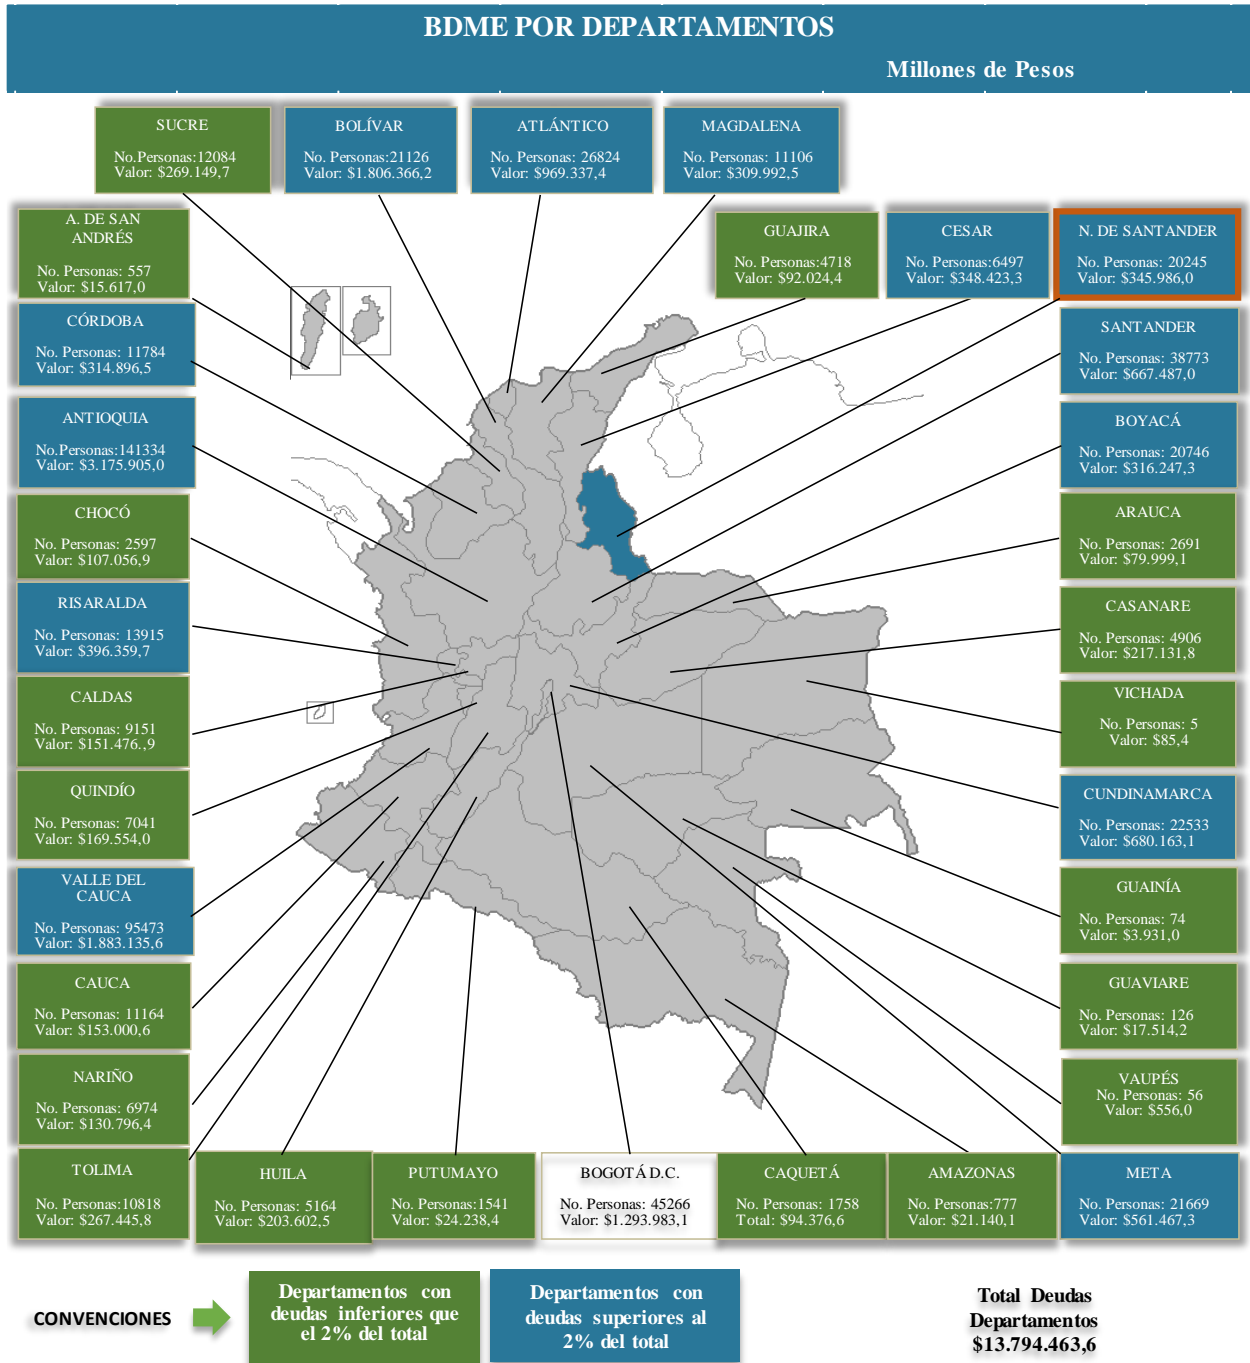 BDME POR DEPARTAMENTOS
Millones de Pesos
SUCRE
No.Personas:12084
Valor: $269.149,7
BOLÍVAR
No. Personas:21126
Valor: $1.806.366,2
ATLÁNTICO
No. Personas: 26824
Valor: $969.337,4
MAGDALENA
No. Personas: 11106
Valor: $309.992,5
A. DE SAN
ANDRÉS
No. Personas: 557
Valor: $15.617,0
GUAJIRA
No. Personas:4718
Valor: $92.024,4
CESAR
No. Personas:6497
Valor: $348.423,3
N. DE SANTANDER
No. Personas: 20245
Valor: $345.986,0
CÓRDOBA
No. Personas: 11784
Valor: $314.896,5
SANTANDER
No. Personas: 38773
Valor: $667.487,0
ANTIOQUIA
No.Personas:141334
Valor: $3.175.905,0
BOYACÁ
No. Personas: 20746
Valor: $316.247,3
CHOCÓ
No. Personas: 2597
Valor: $107.056,9
ARAUCA
No. Personas: 2691
Valor: $79.999,1
RISARALDA
No. Personas: 13915
Valor: $396.359,7
CASANARE
No. Personas: 4906
Valor: $217.131,8
CALDAS
No. Personas: 9151
Valor: $151.476.,9
VICHADA
No. Personas: 5
Valor: $85,4
QUINDÍO
No. Personas: 7041
Valor: $169.554,0
CUNDINAMARCA
No. Personas: 22533
Valor: $680.163,1
VALLE DEL
CAUCA
No. Personas: 95473
Valor: $1.883.135,6
GUAINÍA
No. Personas: 74
Valor: $3.931,0
CAUCA
No. Personas: 11164
Valor: $153.000,6
GUAVIARE
No. Personas: 126
Valor: $17.514,2
NARIÑO
No. Personas: 6974
Valor: $130.796,4
VAUPÉS
No. Personas: 56
Valor: $556,0
TOLIMA
No. Personas:10818
Valor: $267.445,8
HUILA
No. Personas: 5164
Valor: $203.602,5
PUTUMAYO
No. Personas:1541
Valor: $24.238,4
BOGOTÁ D.C.
No. Personas: 45266
Valor: $1.293.983,1
CAQUETÁ
No. Personas: 1758
Total: $94.376,6
AMAZONAS
No. Personas:777
Valor: $21.140,1
META
No. Personas: 21669
Valor: $561.467,3
CONVENCIONES
Departamentos con
deudas inferiores que
el 2% del total
Departamentos con
deudas superiores al
2% del total
Total Deudas
Departamentos
$13.794.463,6